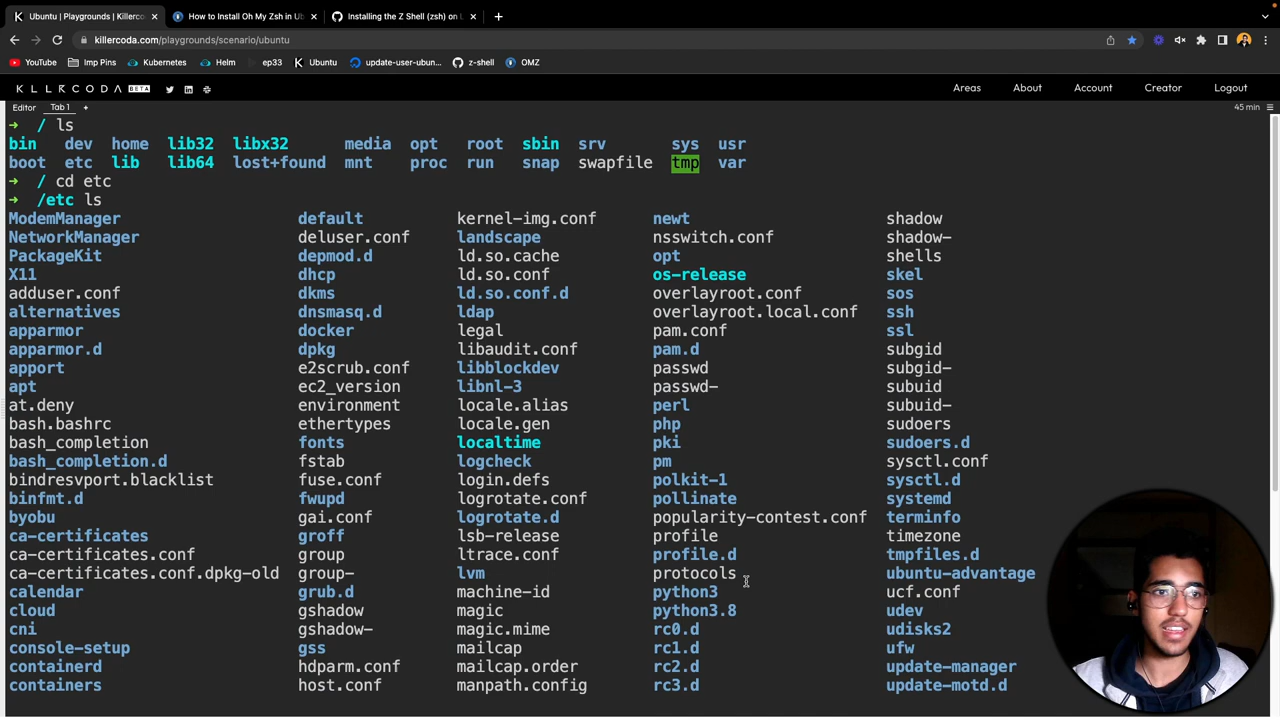 Ubuntu | Playgrounds | Killerco How to Install Oh My Zsh in Ub Installing the Z Shell (zsh) on L
killercoda.com/playgrounds/scenario/ubuntu
YouTube Imp Pins Kubernetes Helm ep33 Ubuntu update-user-ubun... z-shell OMZ
KLLRCODA BETA Areas About Account Creator Logout
Editor Tab 1 + 45 min
➜ / ls
bin dev home lib32 libx32 media opt root sbin srv sys usr
boot etc lib lib64 lost+found mnt proc run snap swapfile tmp var
➜ / cd etc
➜ /etc ls
ModemManager default kernel-img.conf newt shadow
NetworkManager deluser.conf landscape nsswitch.conf shadow-
PackageKit depmod.d ld.so.cache opt shells
X11 dhcp ld.so.conf os-release skel
adduser.conf dkms ld.so.conf.d overlayroot.conf sos
alternatives dnsmasq.d ldap overlayroot.local.conf ssh
apparmor docker legal pam.conf ssl
apparmor.d dpkg libaudit.conf pam.d subgid
apport e2scrub.conf libblockdev passwd subgid-
apt ec2_version libnl-3 passwd- subuid
at.deny environment locale.alias perl subuid-
bash.bashrc ethertypes locale.gen php sudoers
bash_completion fonts localtime pki sudoers.d
bash_completion.d fstab logcheck pm sysctl.conf
bindresvport.blacklist fuse.conf login.defs polkit-1 sysctl.d
binfmt.d fwupd logrotate.conf pollinate systemd
byobu gai.conf logrotate.d popularity-contest.conf terminfo
ca-certificates groff lsb-release profile timezone
ca-certificates.conf group ltrace.conf profile.d tmpfiles.d
ca-certificates.conf.dpkg-old group- lvm protocols ubuntu-advantage
calendar grub.d machine-id python3 ucf.conf
cloud gshadow magic python3.8 udev
cni gshadow- magic.mime rc0.d udisks2
console-setup gss mailcap rc1.d ufw
containerd hdparm.conf mailcap.order rc2.d update-manager
containers host.conf manpath.config rc3.d update-motd.d